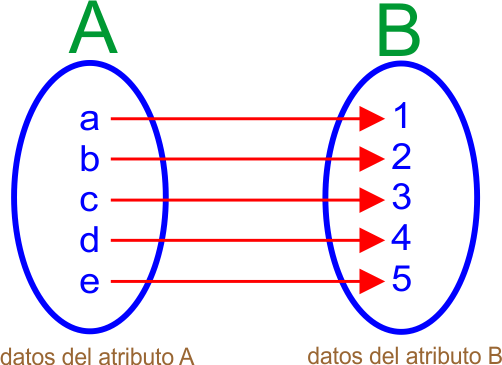 A B
a 1
b 2
c 3
d 4
e 5
datos del atributo A datos del atributo B